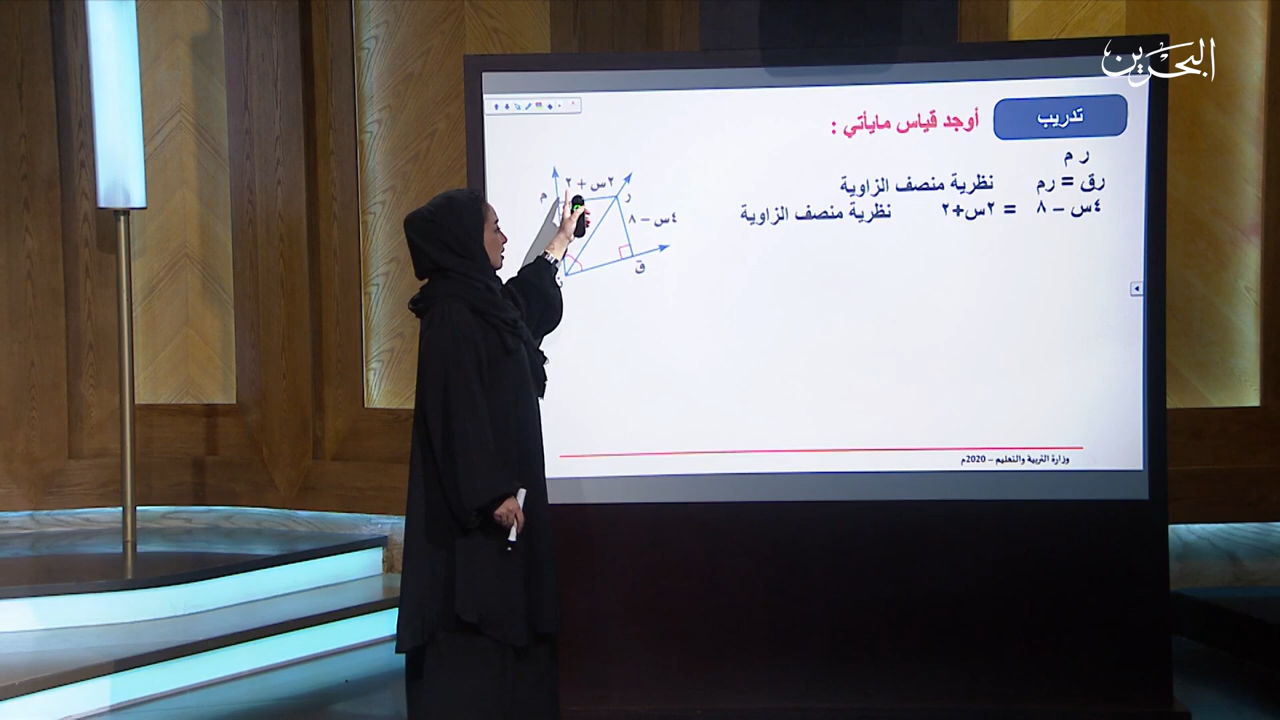 البحرين
تدريب
أوجد قياس مايأتي :
ر م
رق = رم نظرية منصف الزاوية
٤س – ٨ = ٢س+٢ نظرية منصف الزاوية
٢س + ٢
م
ر
٤س – ٨
ق
وزارة التربية والتعليم – 2020م